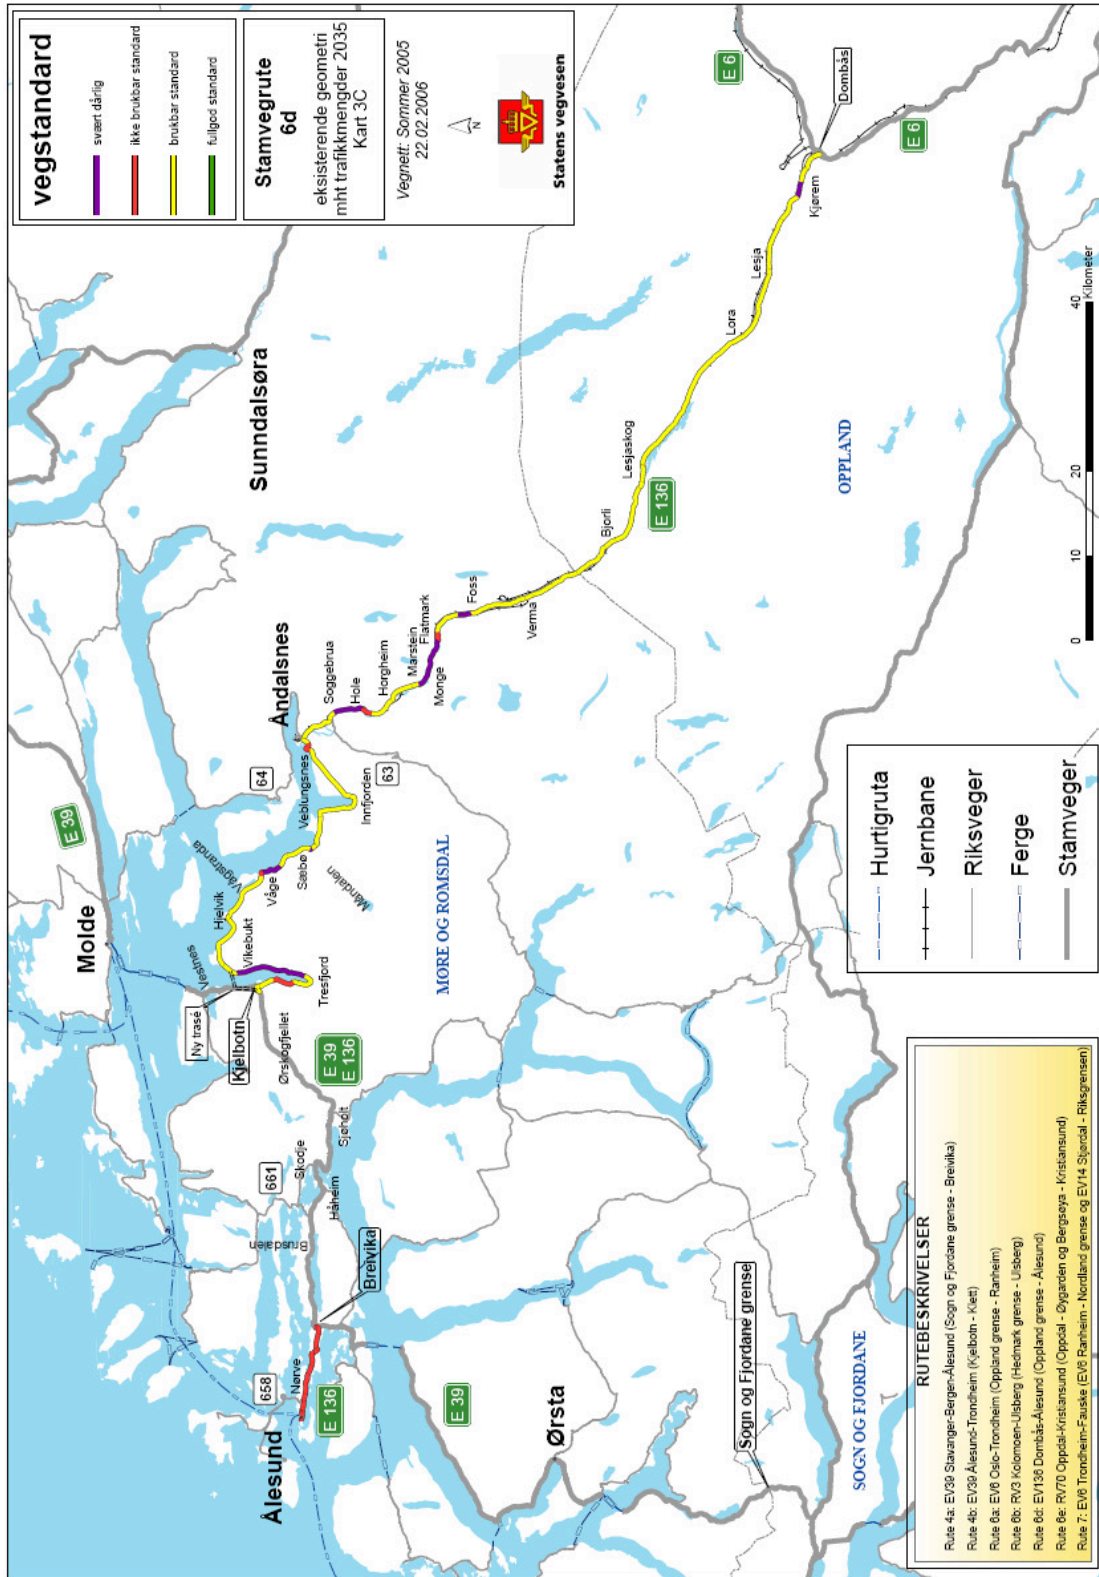 vegstandard
svært dårlig
ikke brukbar standard
brukbar standard
fullgod standard
Stamvegrute
6d
eksisterende geometri
mht trafikkmengder 2035
Kart 3C
Vegnett: Sommer 2005
22.02.2006
N
Statens vegvesen
E 6
Dombås
E 6
Kjørem
Lesja
Lora
Lesjaskog
E 136
Bjorli
OPPLAND
Kilometer
40
20
10
0
Sunndalsøra
Verma
Foss
Flatmark
Marstein
Monge
Horgheim
Hole
Soggebrua
Åndalsnes
Veblungsnes
64
63
Innfjorden
E 39
Molde
Vågstranda
Måndalen
Sæbø
Våge
Hjelvik
Vikebukt
Vestnes
Tresfjord
Ny trasé
Kjelbotn
MØRE OG ROMSDAL
Ørskogfjellet
E 39
E 136
Sjøholt
Skodje
661
Håheim
Brusdalen
Breivika
Nørve
658
E 136
Ålesund
E 39
Ørsta
Sogn og Fjordane grense
SOGN OG FJORDANE
Hurtigruta
Jernbane
Riksveger
Ferge
Stamveger
RUTEBESKRIVELSER
Rute 4a: EV39 Stavanger-Bergen-Ålesund (Sogn og Fjordane grense - Breivika)
Rute 4b: EV39 Ålesund-Trondheim (Kjelbotn - Klett)
Rute 6a: EV6 Oslo-Trondheim (Oppland grense - Ranheim)
Rute 6b: RV3 Kolomoen-Ulsberg (Hedmark grense - Ulsberg)
Rute 6d: EV136 Dombås-Ålesund (Oppland grense - Ålesund)
Rute 6e: RV70 Oppdal-Kristiansund (Oppdal - Øygarden og Bergsøya - Kristiansund)
Rute 7: EV6 Trondheim-Fauske (EV6 Ranheim - Nordland grense og EV14 Stjørdal - Riksgrensen)